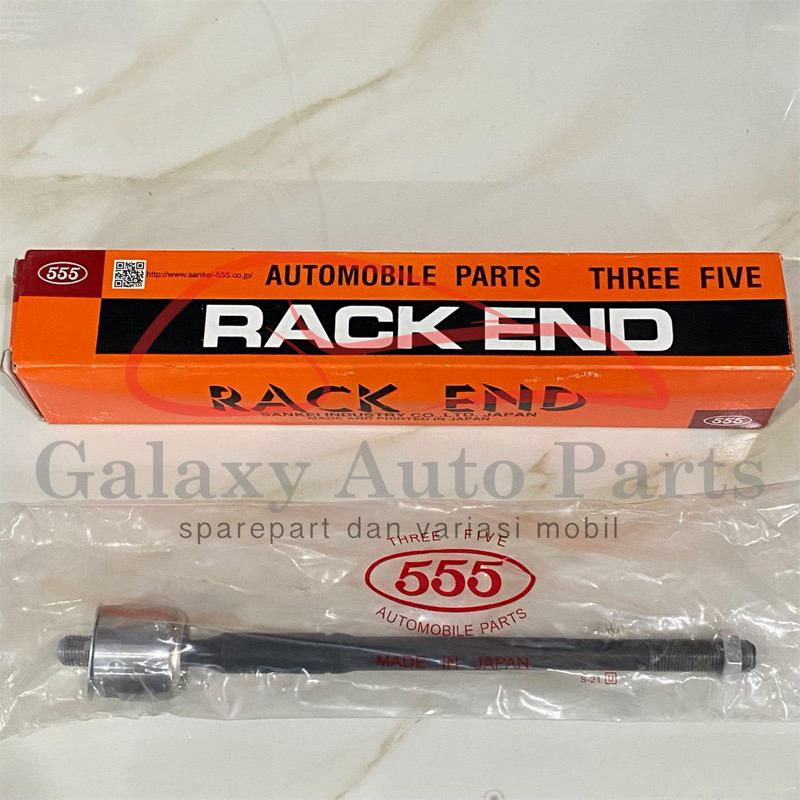 555 http://www.sankei-555.co.jp/ AUTOMOBILE PARTS THREE FIVE
RACK END
RACK END
SANKEI INDUSTRY CO.,LTD. JAPAN
MADE AND PRINTED IN JAPAN
555
Galaxy Auto Parts
sparepart dan variasi mobil
THREE FIVE
555
AUTOMOBILE PARTS
MADE IN JAPAN
S-21